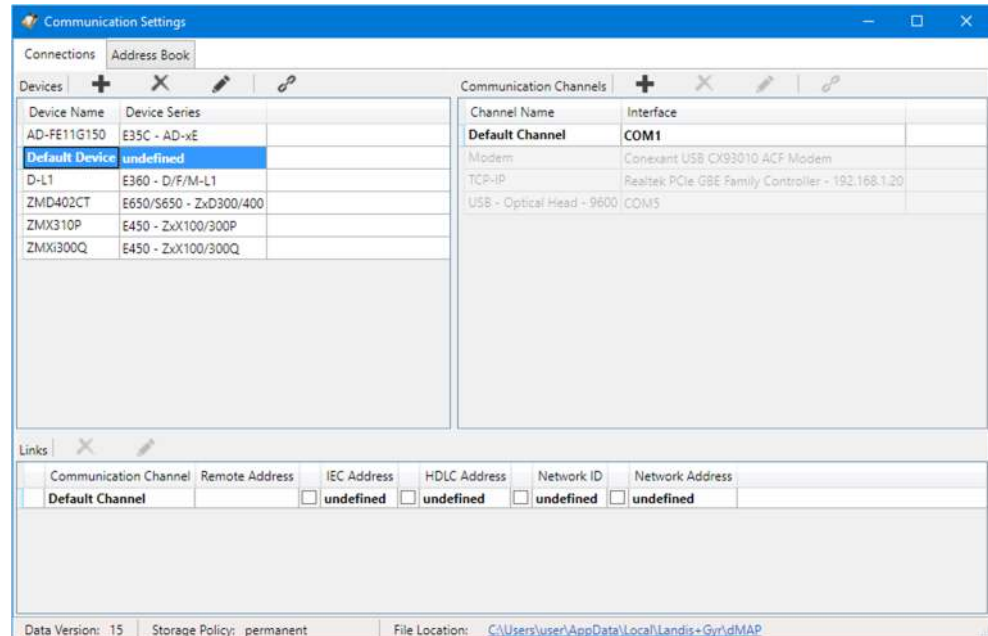 Communication Settings
Connections Address Book
Devices
Device Name Device Series
AD-FE11G150 E35C - AD-xE
Default Device undefined
D-L1 E360 - D/F/M-L1
ZMD402CT E650/S650 - ZxD300/400
ZMX310P E450 - ZxX100/300P
ZMXi300Q E450 - ZxX100/300Q
Communication Channels
Channel Name Interface
Default Channel COM1
Modem Conexant USB CX93010 ACF Modem
TCP-IP Realtek PCIe GBE Family Controller - 192.168.1.20
USB - Optical Head - 9600 COM5
Links
Communication Channel Remote Address IEC Address HDLC Address Network ID Network Address
Default Channel undefined undefined undefined undefined
Data Version: 15 Storage Policy: permanent File Location: C:\Users\user\AppData\Local\Landis+Gyr\dMAP